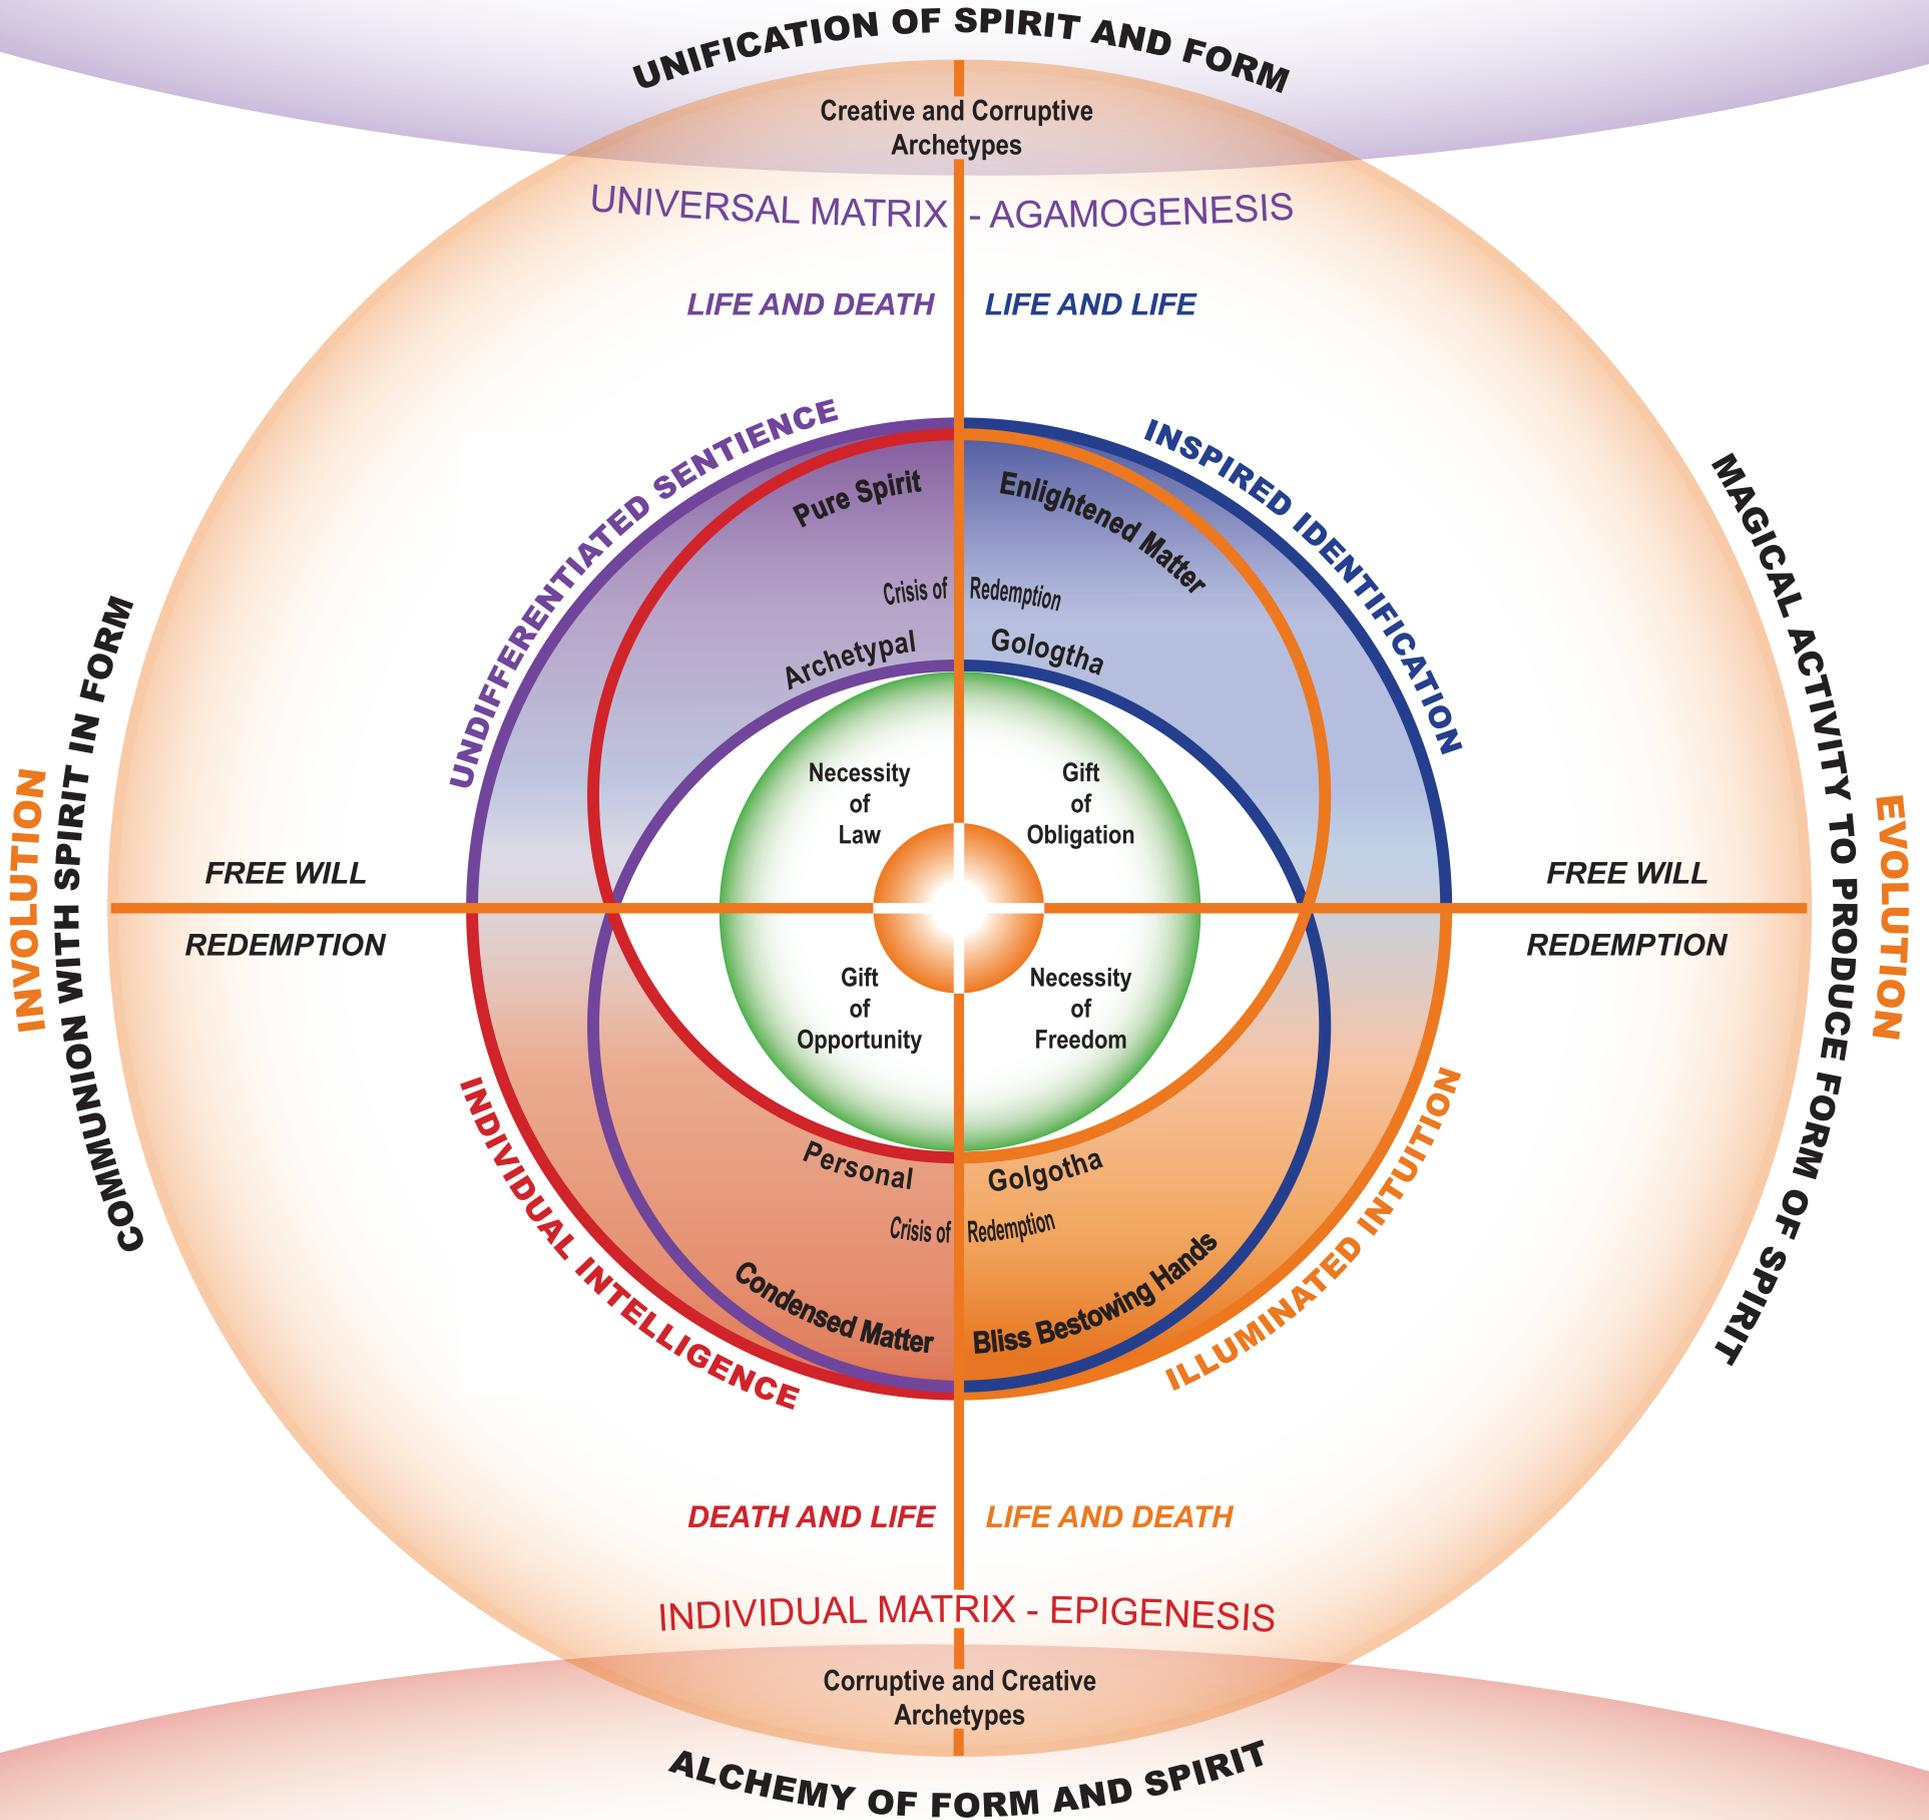 UNIFICATION OF SPIRIT AND FORM
Creative and Corruptive
Archetypes
UNIVERSAL MATRIX - AGAMOGENESIS
LIFE AND DEATH
LIFE AND LIFE
UNDIFFERENTIATED SENTIENCE
INSPIRED IDENTIFICATION
Pure Spirit
Enlightened Matter
Crisis of Redemption
Archetypal Gologtha
Necessity
of
Law
Gift
of
Obligation
INVOLUTION
COMMUNION WITH SPIRIT IN FORM
MAGICAL ACTIVITY TO PRODUCE FORM OF SPIRIT
EVOLUTION
FREE WILL
REDEMPTION
FREE WILL
REDEMPTION
Gift
of
Opportunity
Necessity
of
Freedom
Personal Golgotha
Crisis of Redemption
Condensed Matter
Bliss Bestowing Hands
INDIVIDUAL INTELLIGENCE
ILLUMINATED INTUITION
DEATH AND LIFE
LIFE AND DEATH
INDIVIDUAL MATRIX - EPIGENESIS
Corruptive and Creative
Archetypes
ALCHEMY OF FORM AND SPIRIT